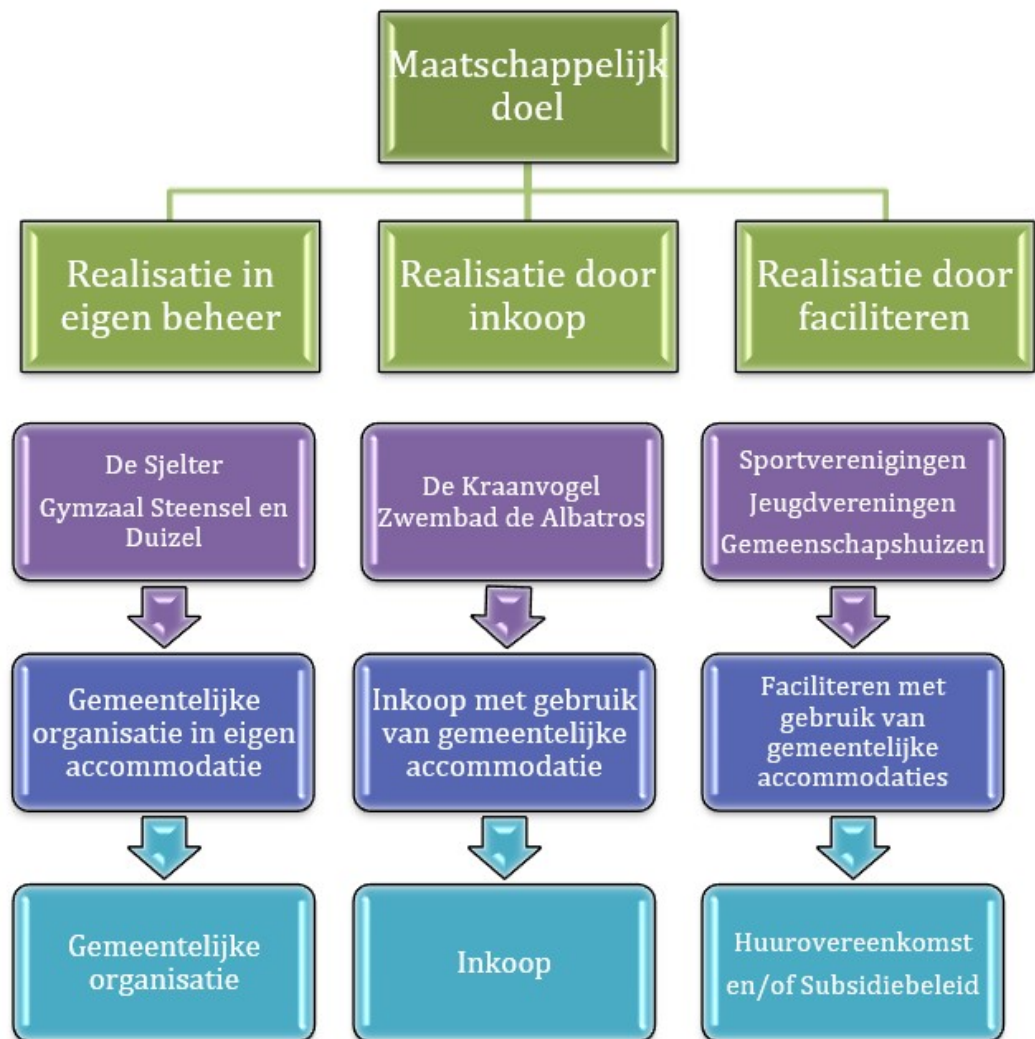 Maatschappelijk
doel
Realisatie in
eigen beheer
Realisatie door
inkoop
Realisatie door
faciliteren
De Sjelter
Gymzaal Steensel en
Duizel
De Kraanvogel
Zwembad de Albatros
Sportverenigingen
Jeugdvereningen
Gemeenschapshuizen
Gemeentelijke
organisatie in eigen
accommodatie
Inkoop met gebruik
van gemeentelijke
accommodatie
Faciliteren met
gebruik van
gemeentelijke
accommodaties
Gemeentelijke
organisatie
Inkoop
Huurovereenkomst
en/of Subsidiebeleid